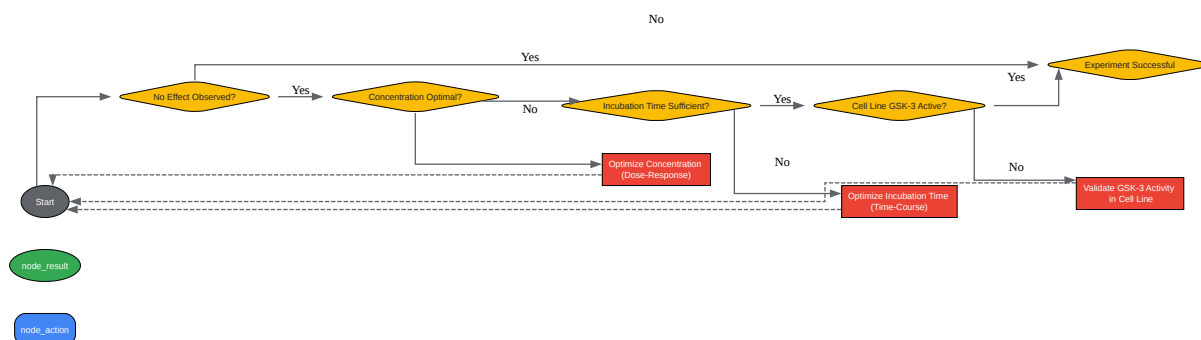 No
Yes
Experiment Successful
Yes
No Effect Observed?
Yes
Concentration Optimal?
No
Incubation Time Sufficient?
Yes
Cell Line GSK-3 Active?
Optimize Concentration
(Dose-Response)
No
No
Validate GSK-3 Activity
in Cell Line
Optimize Incubation Time
(Time-Course)
Start
node_result
node_action